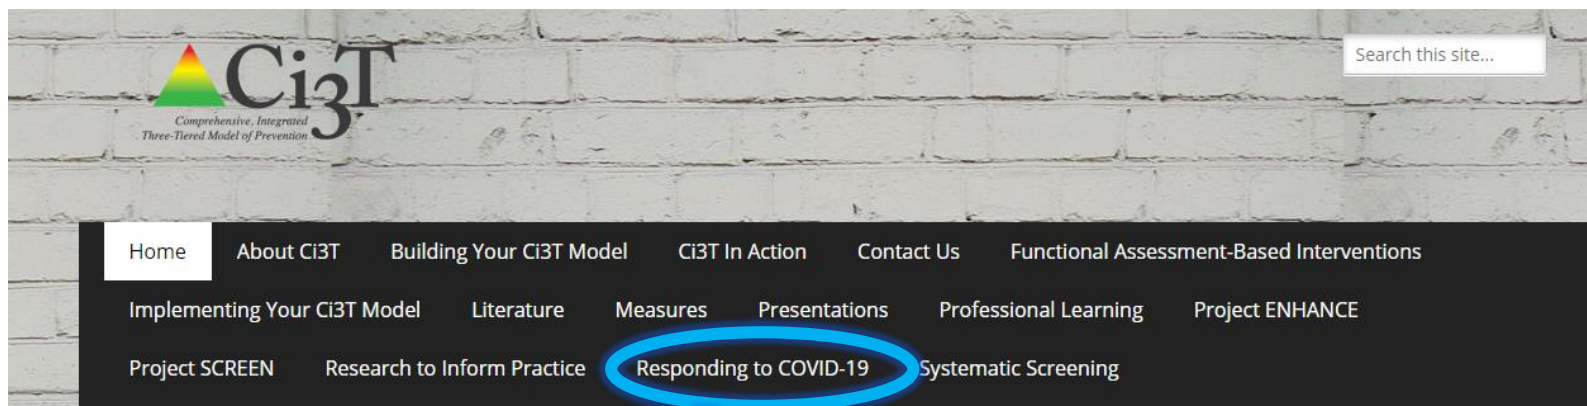 Ci3T
Comprehensive, Integrated
Three-Tiered Model of Prevention
Search this site...
Home About Ci3T Building Your Ci3T Model Ci3T In Action Contact Us Functional Assessment-Based Interventions
Implementing Your Ci3T Model Literature Measures Presentations Professional Learning Project ENHANCE
Project SCREEN Research to Inform Practice Responding to COVID-19 Systematic Screening